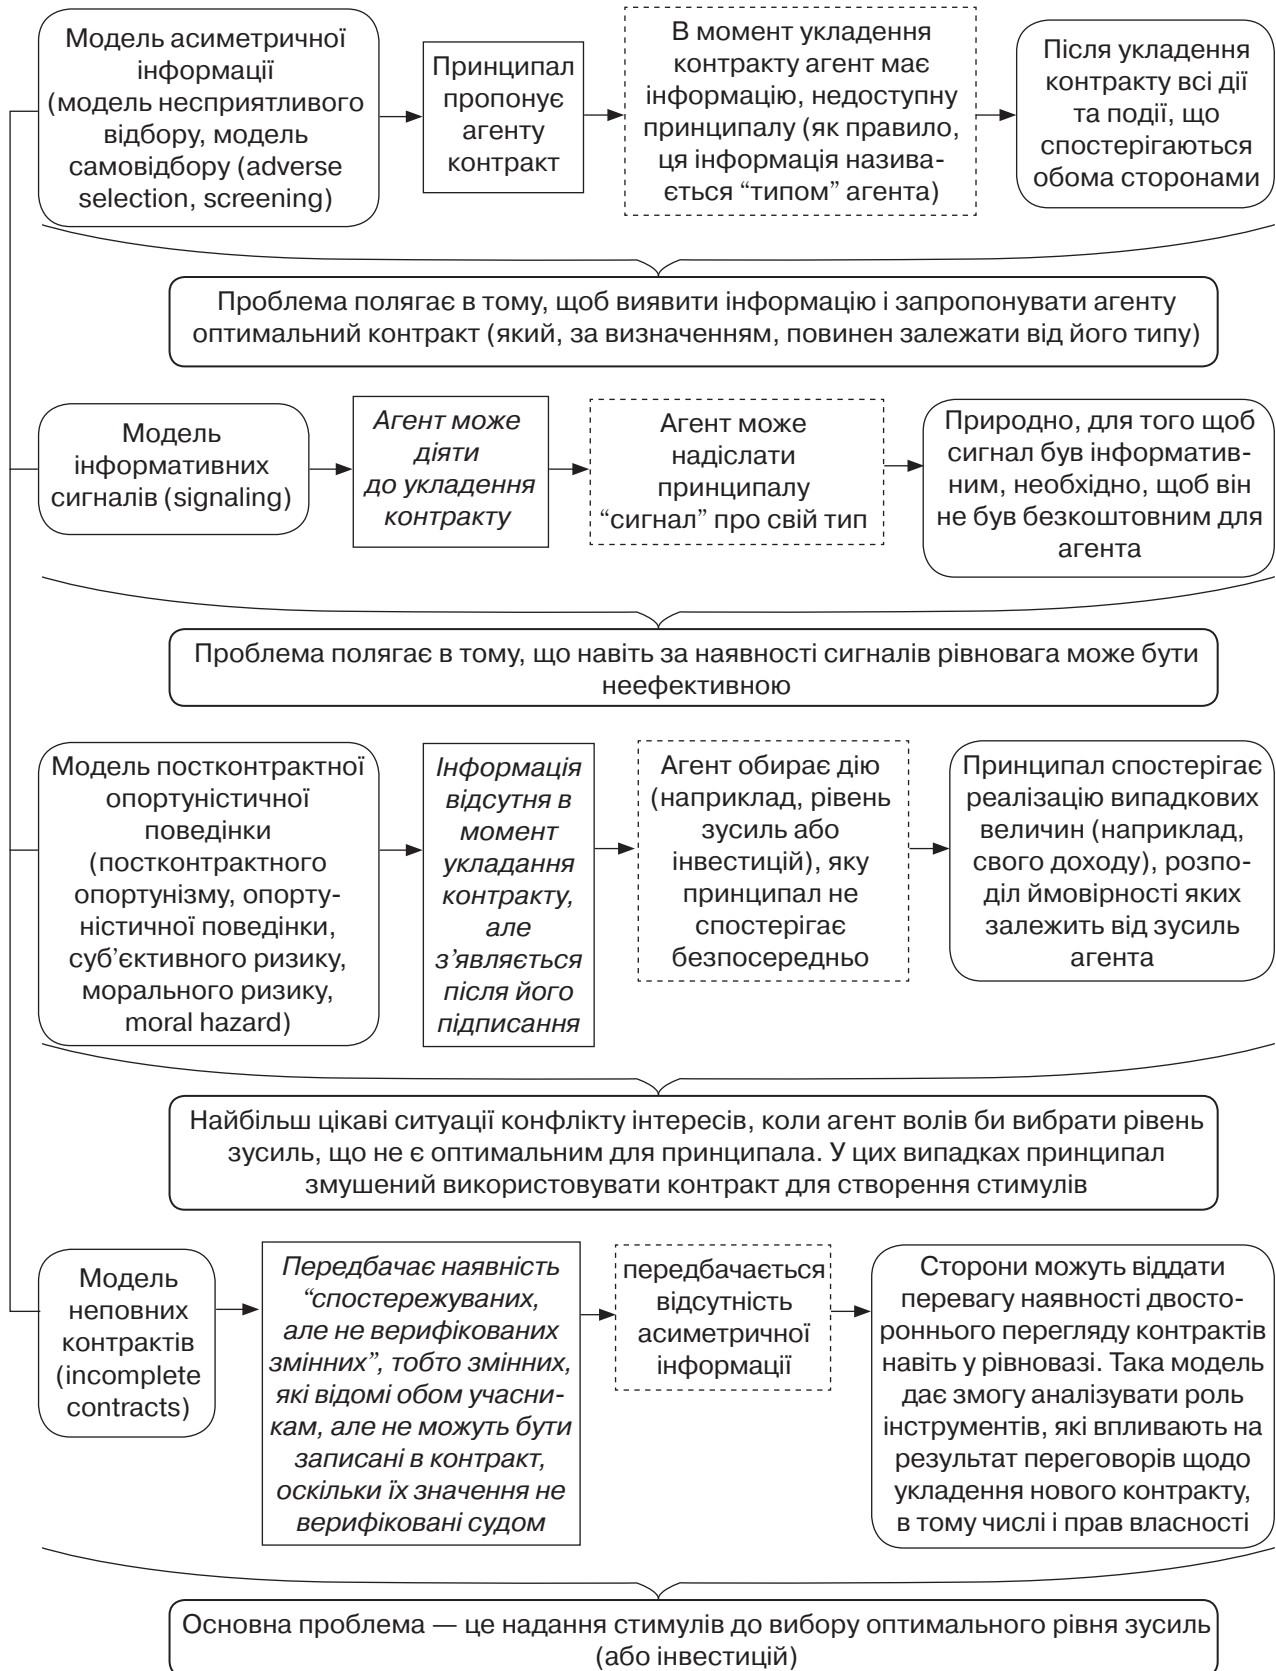 Модель асиметричної
інформації
(модель несприятливого
відбору, модель
самовідбору (adverse
selection, screening)
Принципал
пропонує
агенту
контракт
В момент укладення
контракту агент має
інформацію, недоступну
принципалу (як правило,
ця інформація назива-
ється “типом” агента)
Після укладення
контракту всі дії
та події, що
спостерігаються
обома сторонами
Проблема полягає в тому, щоб виявити інформацію і запропонувати агенту
оптимальний контракт (який, за визначенням, повинен залежати від його типу)
Модель
інформативних
сигналів (signaling)
Агент може
діяти
до укладення
контракту
Агент може
надіслати
принципалу
“сигнал” про свій тип
Природно, для того щоб
сигнал був інформатив-
ним, необхідно, щоб він
не був безкоштовним для
агента
Проблема полягає в тому, що навіть за наявності сигналів рівновага може бути
неефективною
Модель постконтрактної
опортуністичної
поведінки
(постконтрактного
опортунізму, опорту-
ністичної поведінки,
суб’єктивного ризику,
морального ризику,
moral hazard)
Інформація
відсутня в
момент
укладання
контракту,
але
з’являється
після його
підписання
Агент обирає дію
(наприклад, рівень
зусиль або
інвестицій), яку
принципал не
спостерігає
безпосередньо
Принципал спостерігає
реалізацію випадкових
величин (наприклад,
свого доходу), розпо-
діл ймовірності яких
залежить від зусиль
агента
Найбільш цікаві ситуації конфлікту інтересів, коли агент волів би вибрати рівень
зусиль, що не є оптимальним для принципала. У цих випадках принципал
змушений використовувати контракт для створення стимулів
Модель
неповних
контрактів
(incomplete
contracts)
Передбачає наявність
“спостережуваних,
але не верифікованих
змінних”, тобто змінних,
які відомі обом учасни-
кам, але не можуть бути
записані в контракт,
оскільки їх значення не
верифіковані судом
передбачається
відсутність
асиметричної
інформації
Сторони можуть віддати
перевагу наявності двосто-
роннього перегляду контрактів
навіть у рівновазі. Така модель
дає змогу аналізувати роль
інструментів, які впливають на
результат переговорів щодо
укладення нового контракту,
в тому числі і прав власності
Основна проблема — це надання стимулів до вибору оптимального рівня зусиль
(або інвестицій)